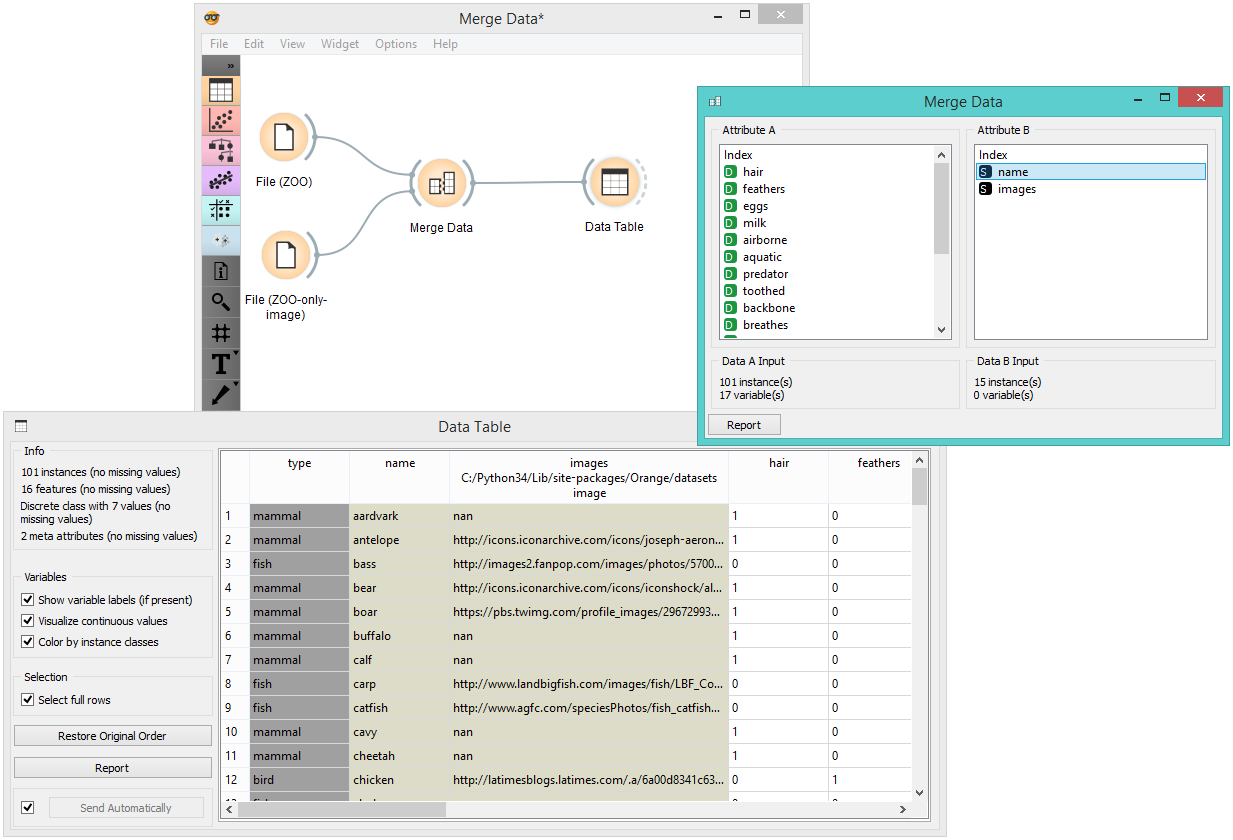 Merge Data*
File Edit View Widget Options Help
»
File (ZOO)
File (ZOO-only-
image)
Merge Data
Data Table
T
Merge Data
Attribute A
Index
D hair
D feathers
D eggs
D milk
D airborne
D aquatic
D predator
D toothed
D backbone
D breathes
Attribute B
Index
S name
S images
Data A Input
101 instance(s)
17 variable(s)
Data B Input
15 instance(s)
0 variable(s)
Report
Data Table
Info
101 instances (no missing values)
16 features (no missing values)
Discrete class with 7 values (no
missing values)
2 meta attributes (no missing values)
Variables
Show variable labels (if present)
Visualize continuous values
Color by instance classes
Selection
Select full rows
Restore Original Order
Report
Send Automatically
type name images hair feathers
C:/Python34/Lib/site-packages/Orange/datasets
image
1 mammal aardvark nan 1 0
2 mammal antelope http://icons.iconarchive.com/icons/joseph-aeron... 1 0
3 fish bass http://images2.fanpop.com/images/photos/5700... 0 0
4 mammal bear http://icons.iconarchive.com/icons/iconshock/al... 1 0
5 mammal boar https://pbs.twimg.com/profile_images/29672993... 1 0
6 mammal buffalo nan 1 0
7 mammal calf nan 1 0
8 fish carp http://www.landbigfish.com/images/fish/LBF_Co... 0 0
9 fish catfish http://www.agfc.com/speciesPhotos/fish_catfish... 0 0
10 mammal cavy nan 1 0
11 mammal cheetah nan 1 0
12 bird chicken http://latimesblogs.latimes.com/.a/6a00d8341c63... 0 1